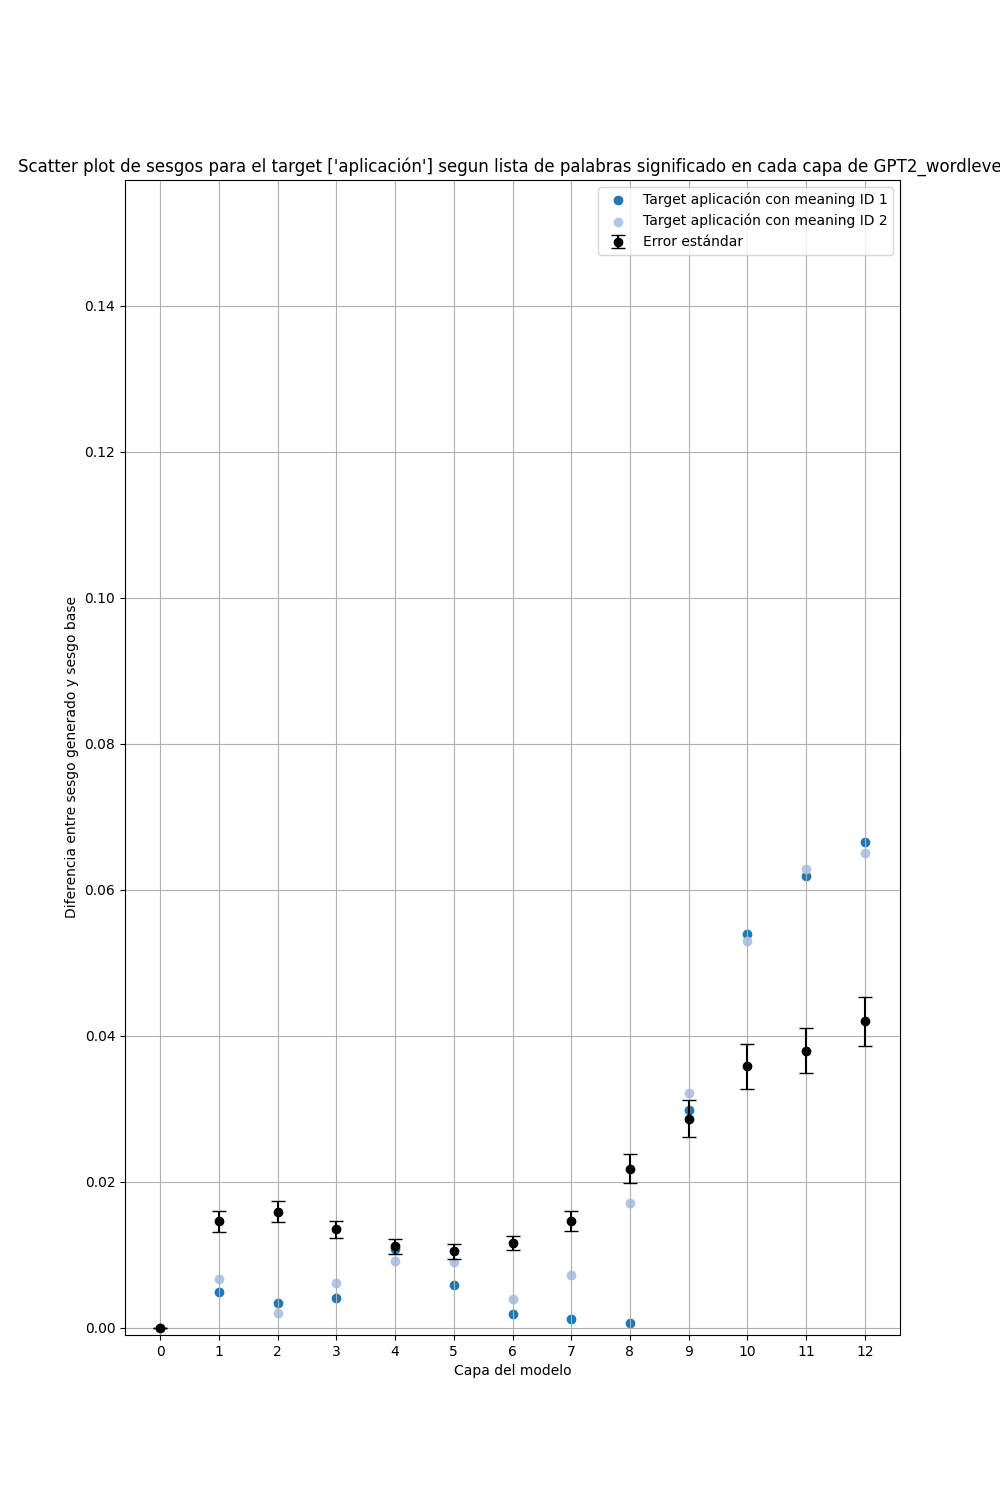 Scatter plot de sesgos para el target ['aplicación'] segun lista de palabras significado en cada capa de GPT2_wordleve
Target aplicación con meaning ID 1
Target aplicación con meaning ID 2
Error estándar
0.14
0.12
0.10
0.08
0.06
0.04
0.02
0.00
Diferencia entre sesgo generado y sesgo base
0 1 2 3 4 5 6 7 8 9 10 11 12
Capa del modelo